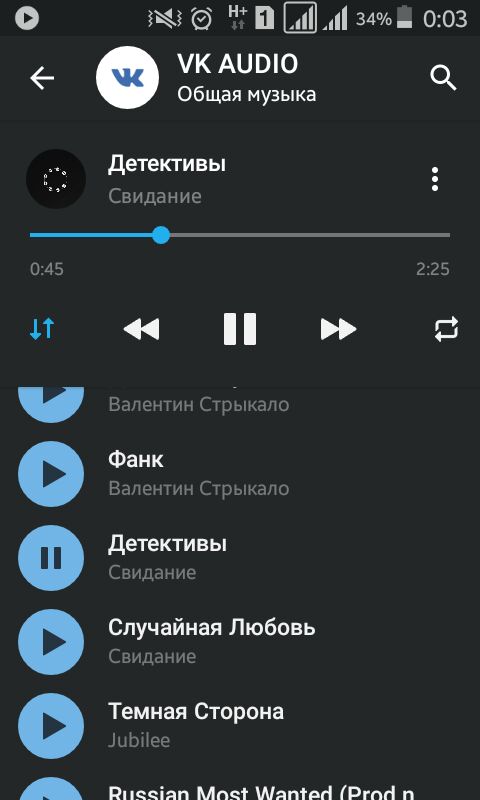 H+ 1 34% 0:03
VK AUDIO
Общая музыка
Детективы
Свидание
0:45 2:25
Валентин Стрыкало
Фанк
Валентин Стрыкало
Детективы
Свидание
Случайная Любовь
Свидание
Темная Сторона
Jubilee
Russian Most Wanted (Prod.